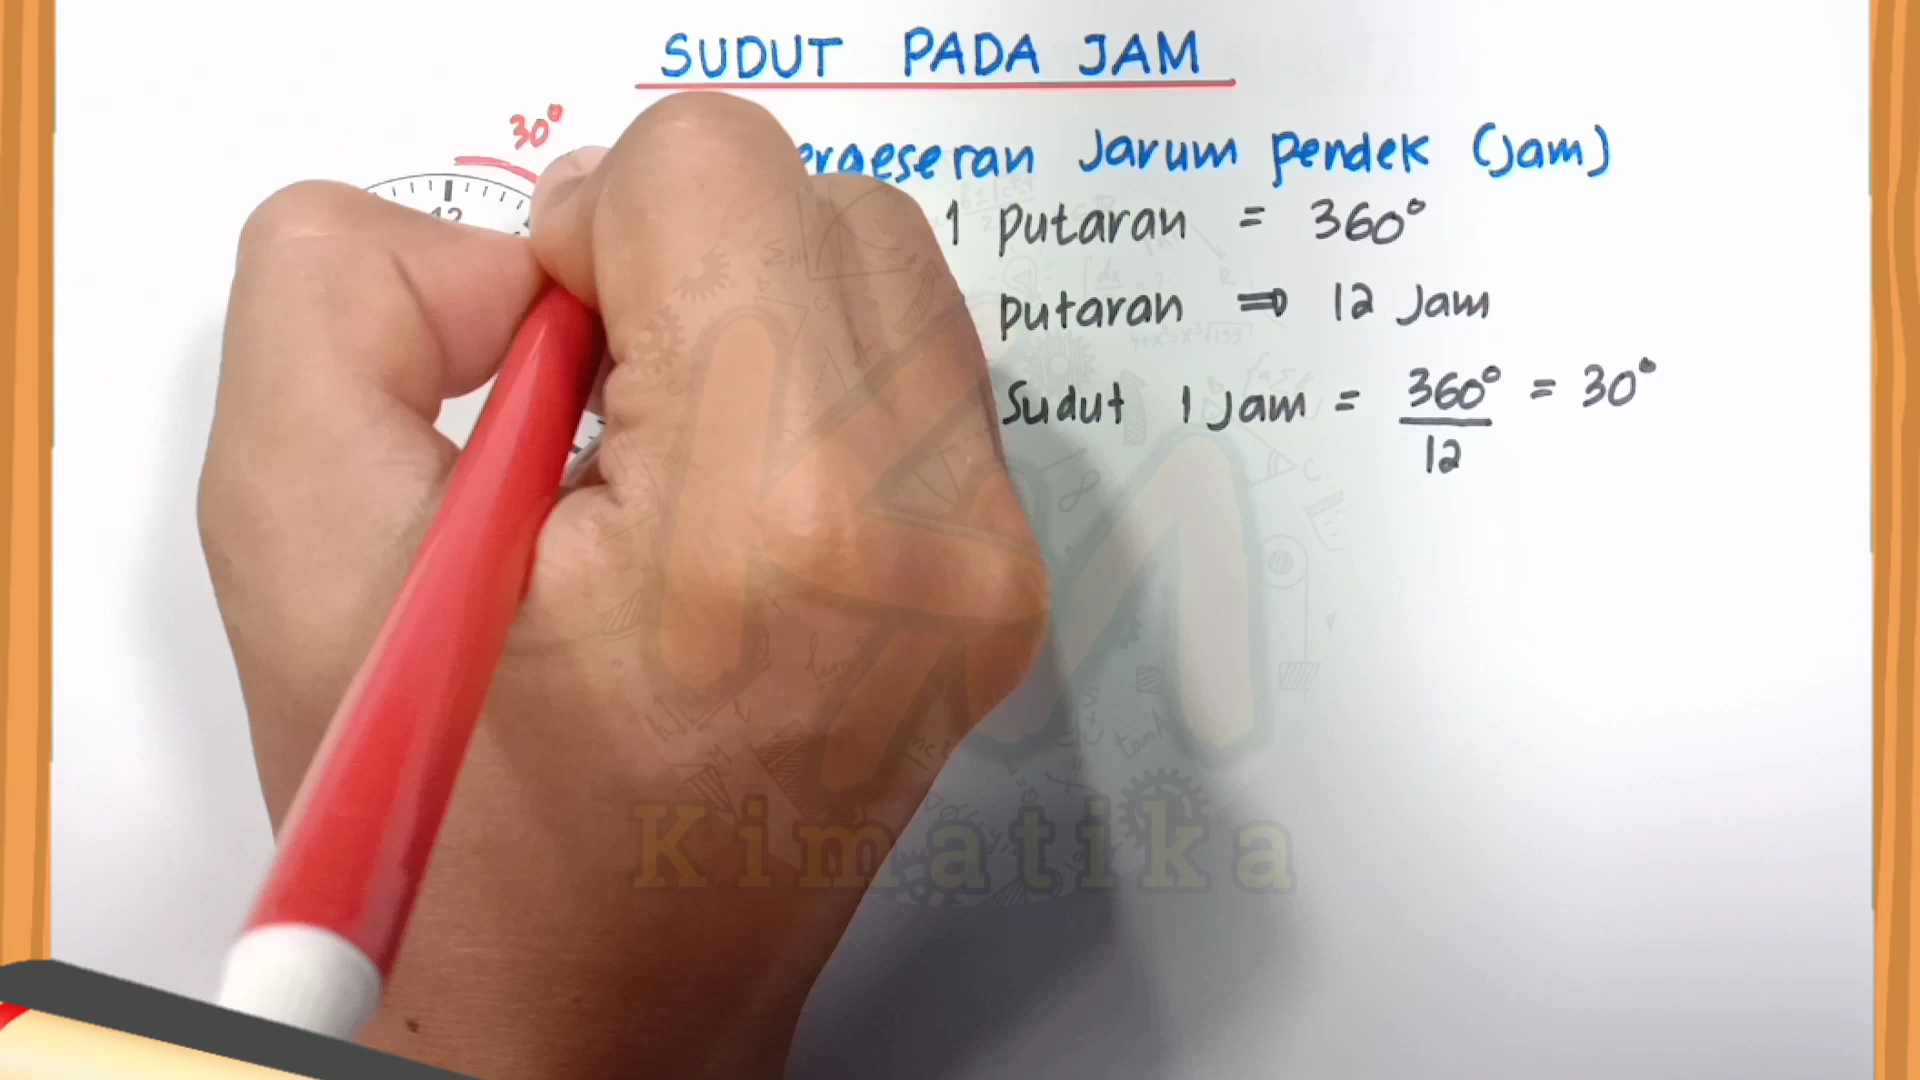 SUDUT PADA JAM
30°
Jarum Pendek (Jam)
1 putaran = 360°
putaran ⇒ 12 Jam
Sudut 1 Jam = 360°/12 = 30°
12
Kimatika